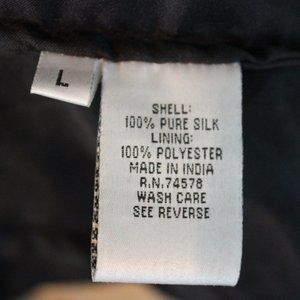 L
SHELL:
100% PURE SILK
LINING:
100% POLYESTER
MADE IN INDIA
R.N.74578
WASH CARE
SEE REVERSE